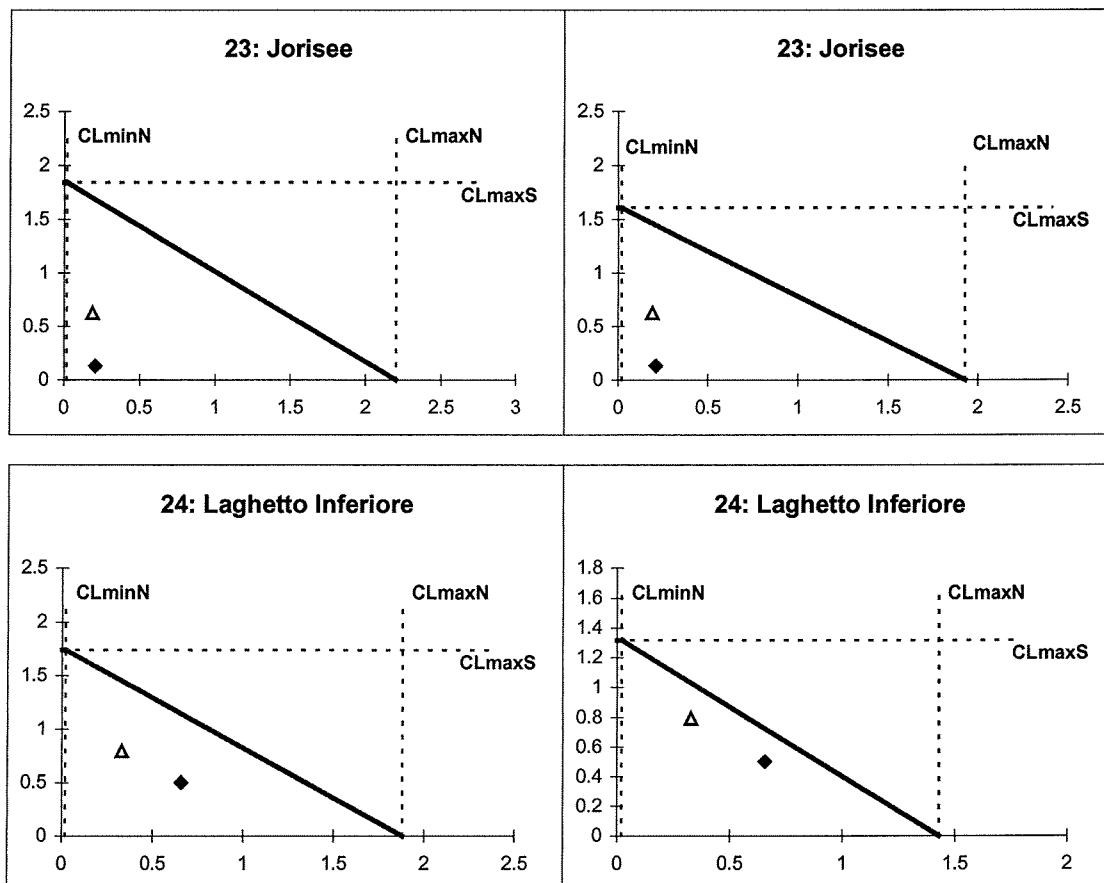 23: Jorisee
2.5
CLminN
CLmaxN
2
CLmaxS
1.5
1
0.5
0
0 0.5 1 1.5 2 2.5 3
23: Jorisee
2.5
2
CLminN
CLmaxN
1.5
CLmaxS
1
0.5
0
0 0.5 1 1.5 2 2.5
24: Laghetto Inferiore
2.5
CLminN
CLmaxN
2
1.5
CLmaxS
1
0.5
0
0 0.5 1 1.5 2 2.5
24: Laghetto Inferiore
1.8
1.6
CLminN
CLmaxN
1.4
1.2
CLmaxS
1
0.8
0.6
0.4
0.2
0
0 0.5 1 1.5 2